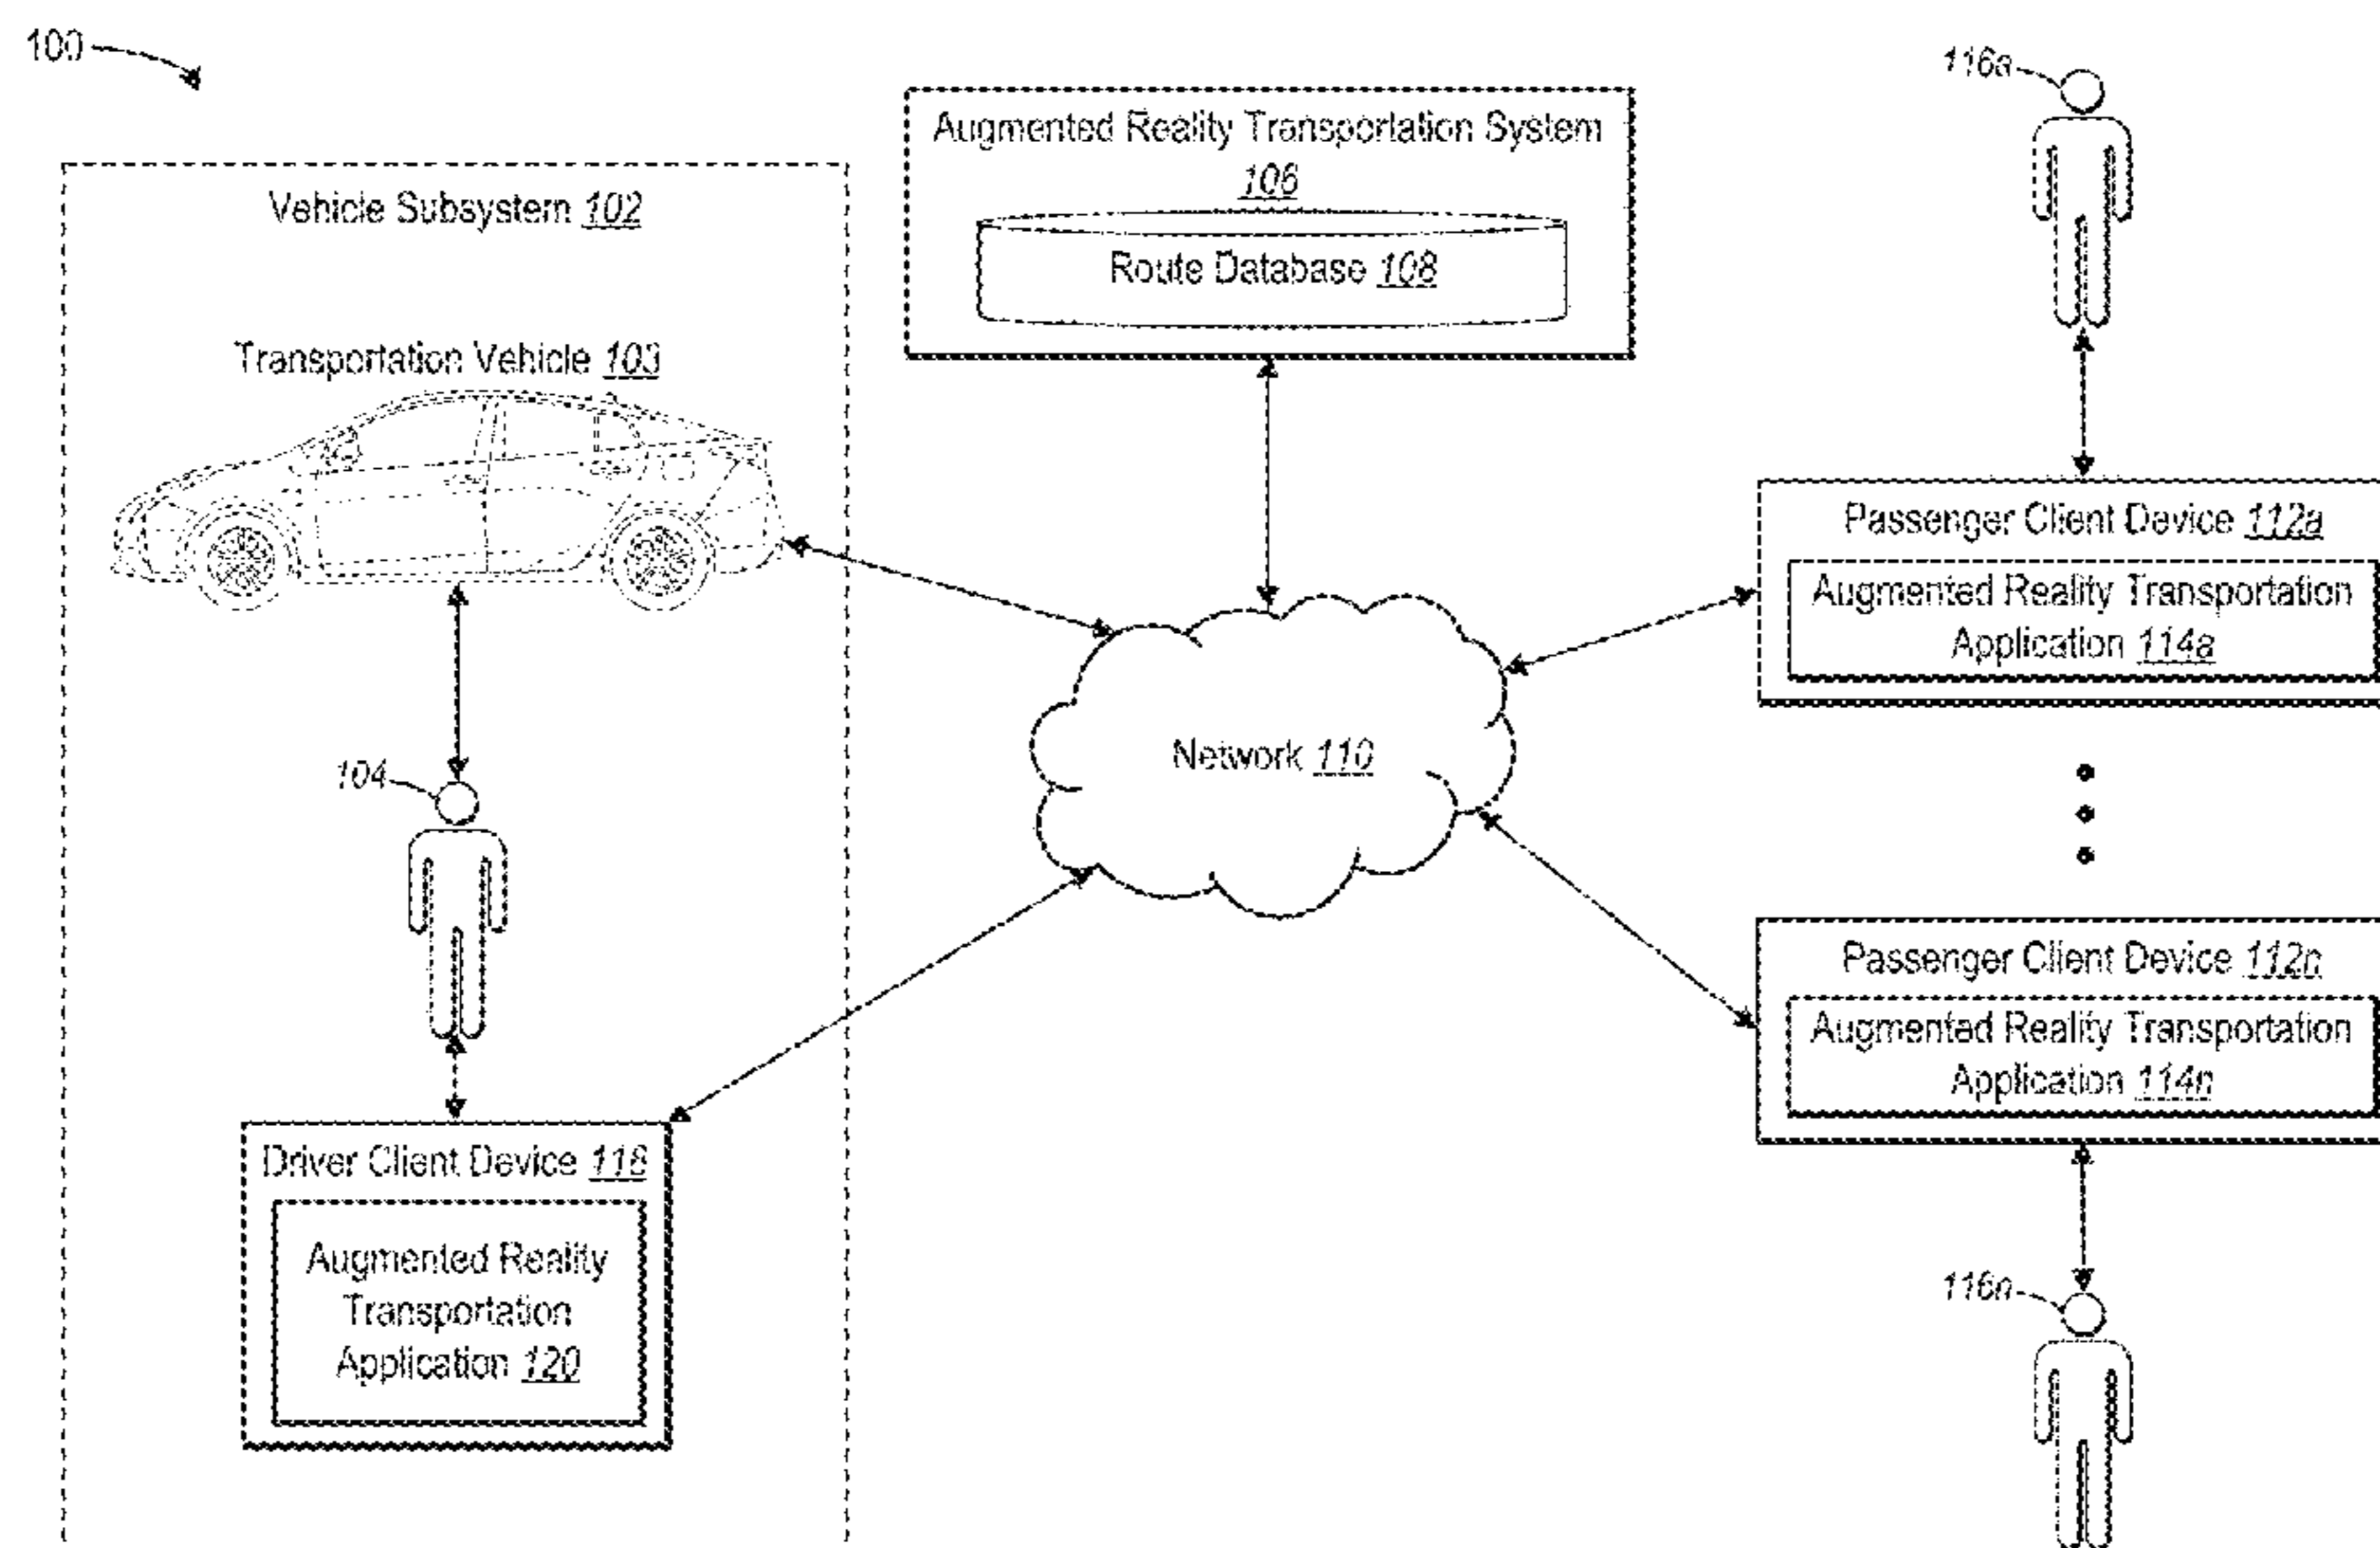 100
116a
Augmented Reality Transportation System
106
Route Database 108
Vehicle Subsystem 102
Transportation Vehicle 103
Passenger Client Device 112a
Augmented Reality Transportation
Application 114a
Network 110
104
Passenger Client Device 112n
Augmented Reality Transportation
Application 114n
Driver Client Device 118
Augmented Reality
Transportation
Application 120
116n